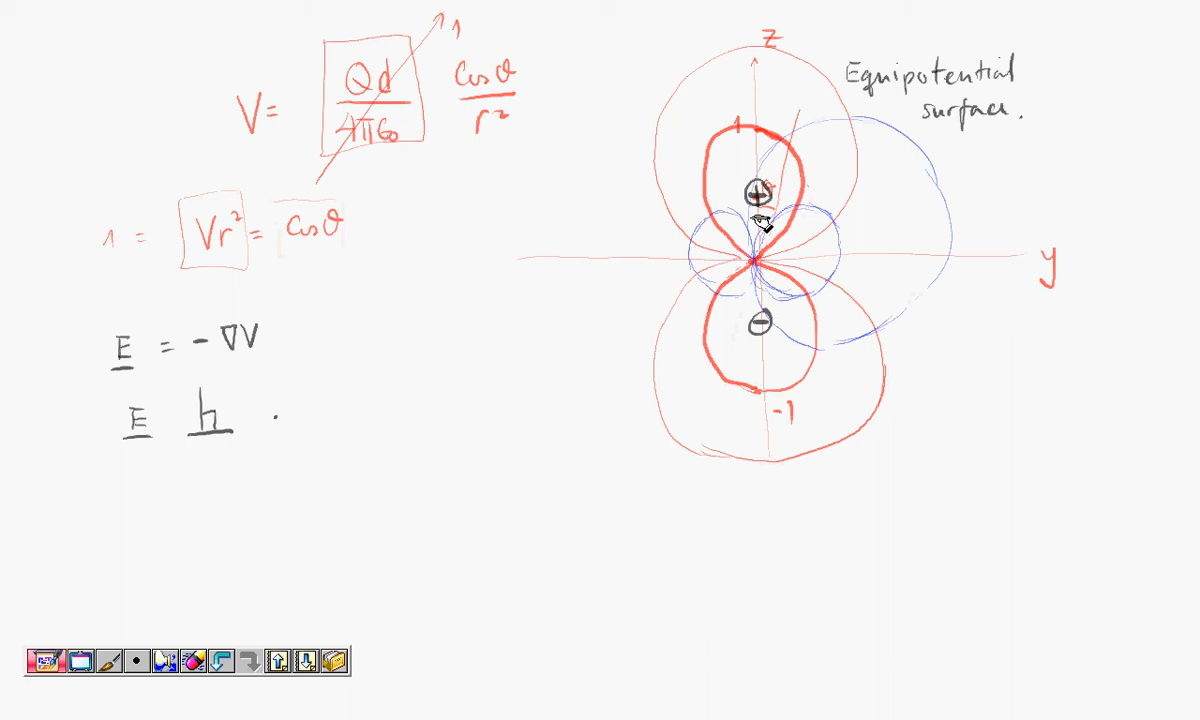 V = Qd/4πϵ₀ cosθ/r²
1
1 = Vr² = cosθ
E = - ∇V
E h .
z
Equipotential
surface.
1
+
y
-
-1